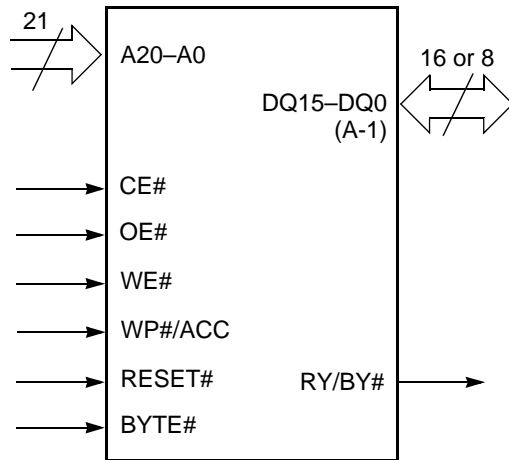 21
A20–A0
16 or 8
DQ15–DQ0
(A-1)
CE#
OE#
WE#
WP#/ACC
RESET#
RY/BY#
BYTE#